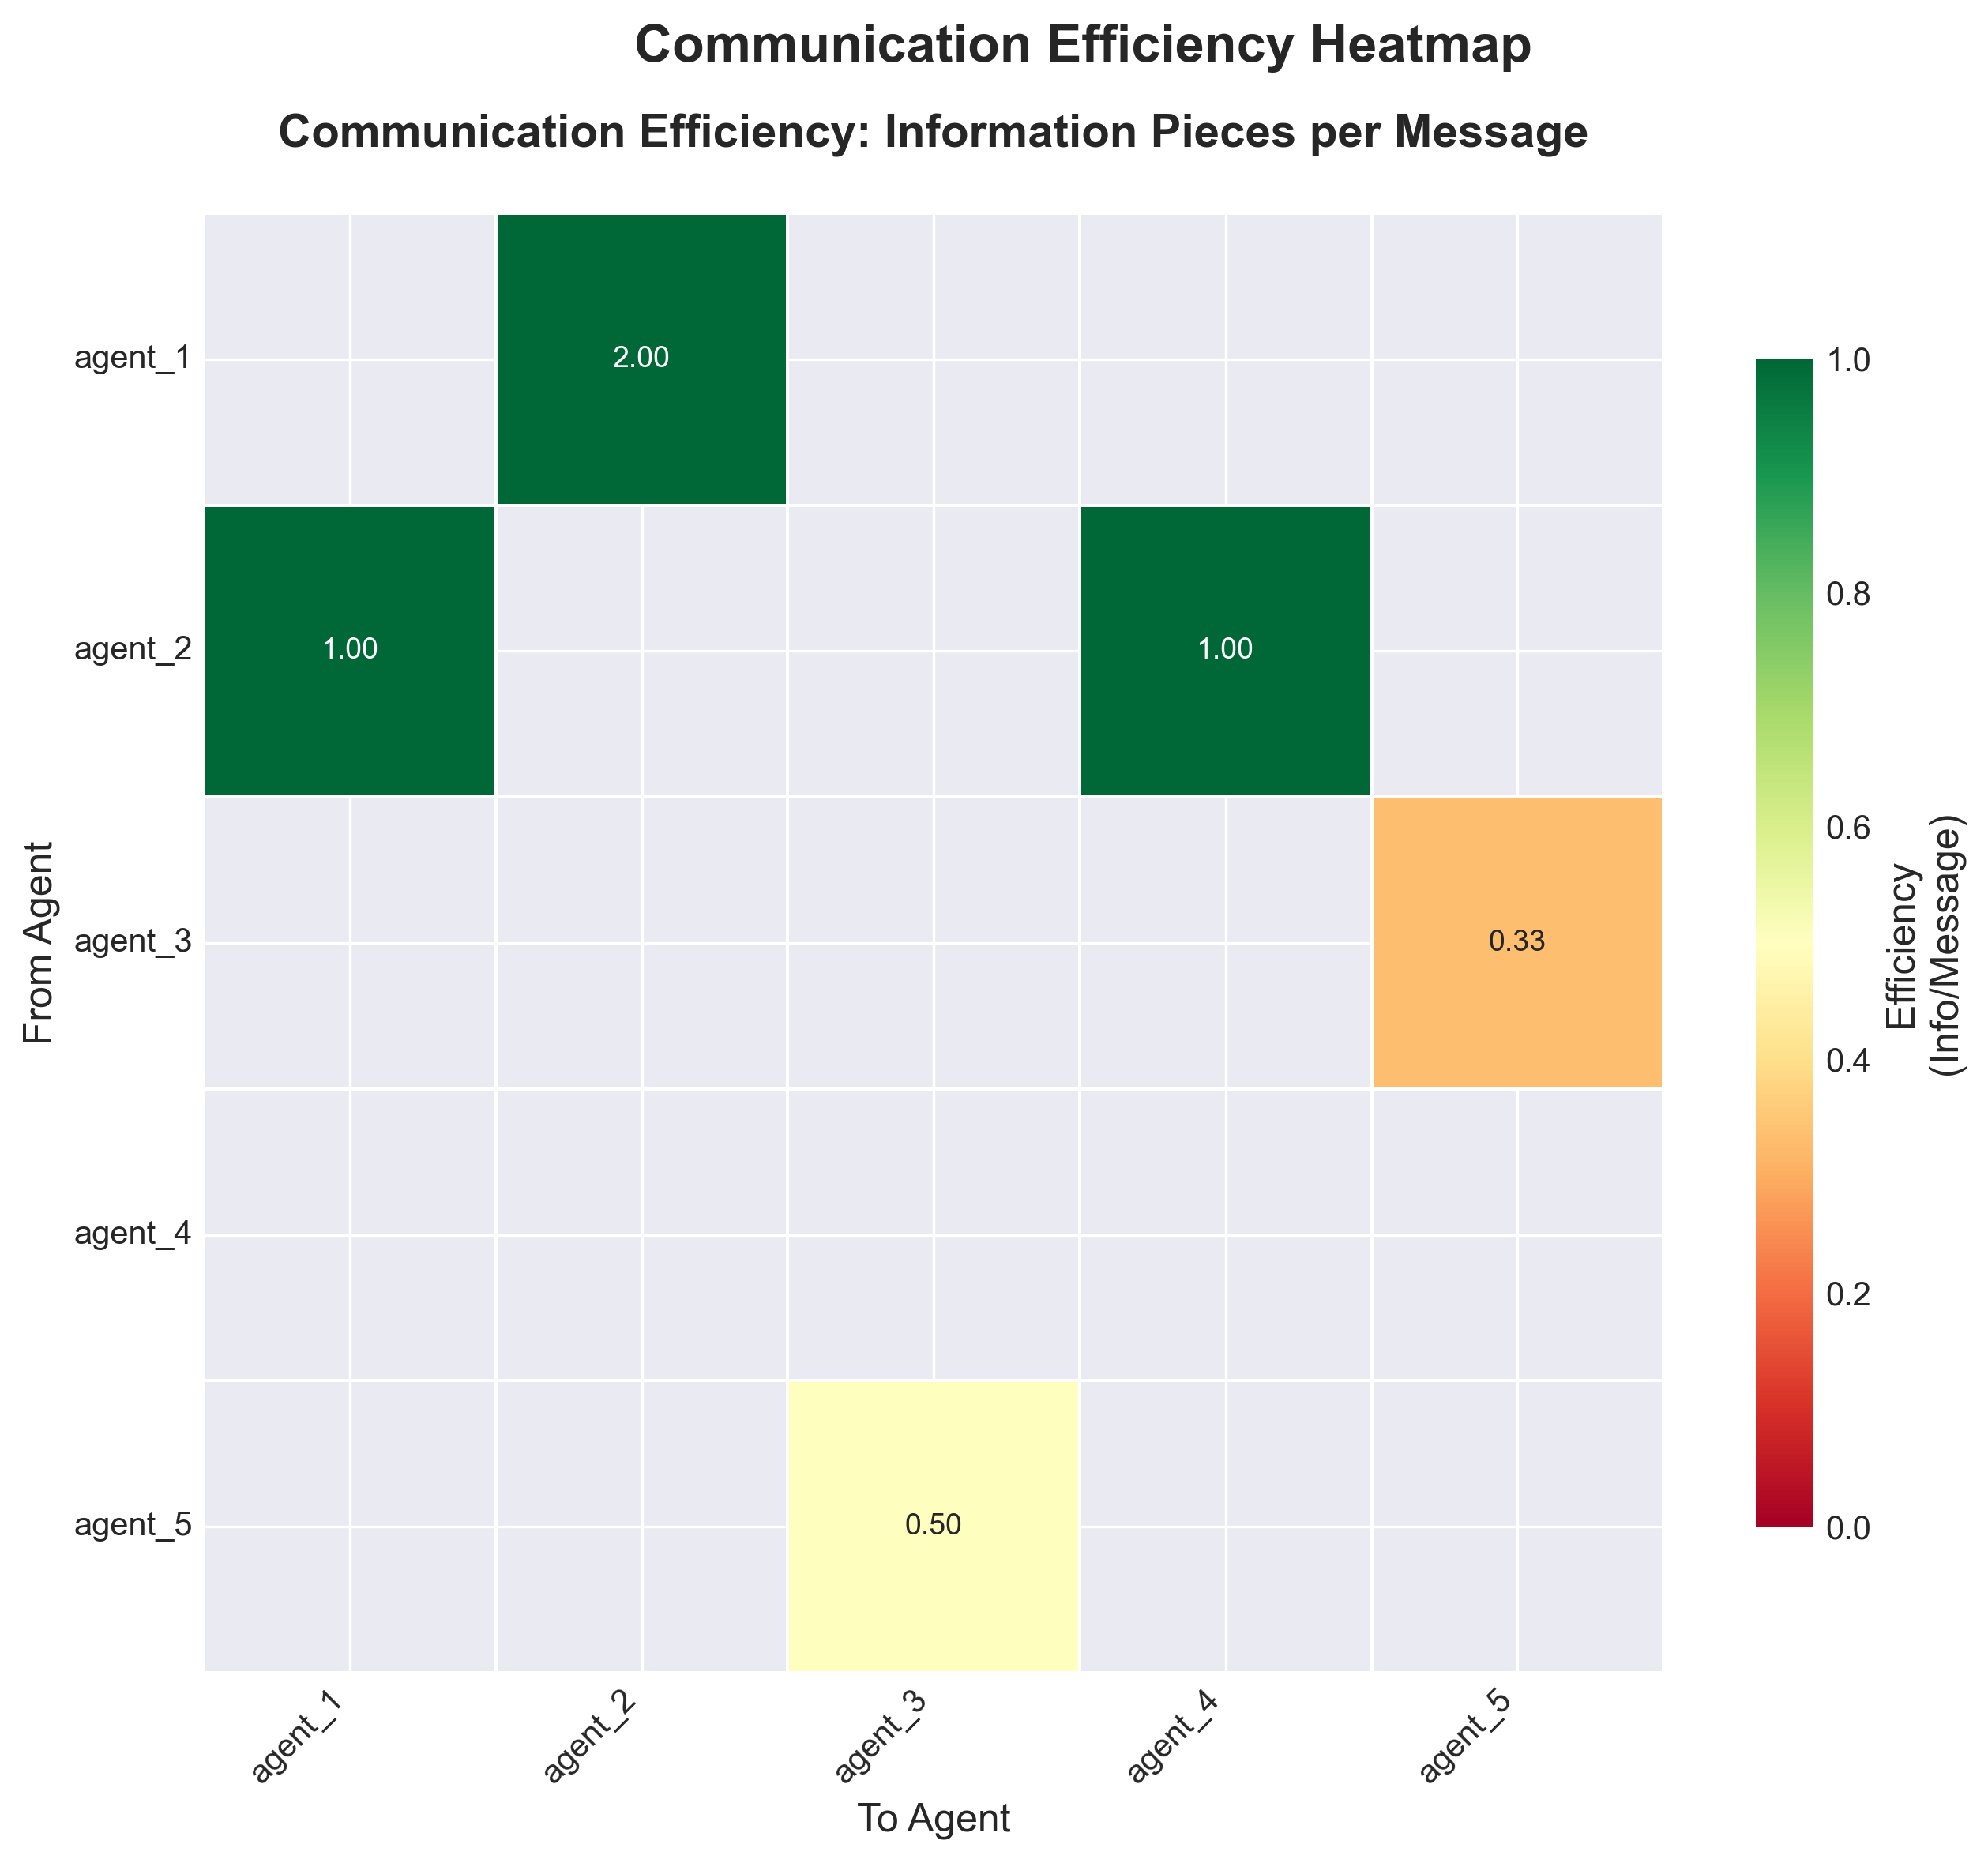 Communication Efficiency Heatmap
Communication Efficiency: Information Pieces per Message
agent_1
2.00
agent_2
1.00
1.00
agent_3
0.33
agent_4
agent_5
0.50
From Agent
agent_1
agent_2
agent_3
agent_4
agent_5
To Agent
1.0
0.8
0.6
0.4
0.2
0.0
Efficiency
(Info/Message)